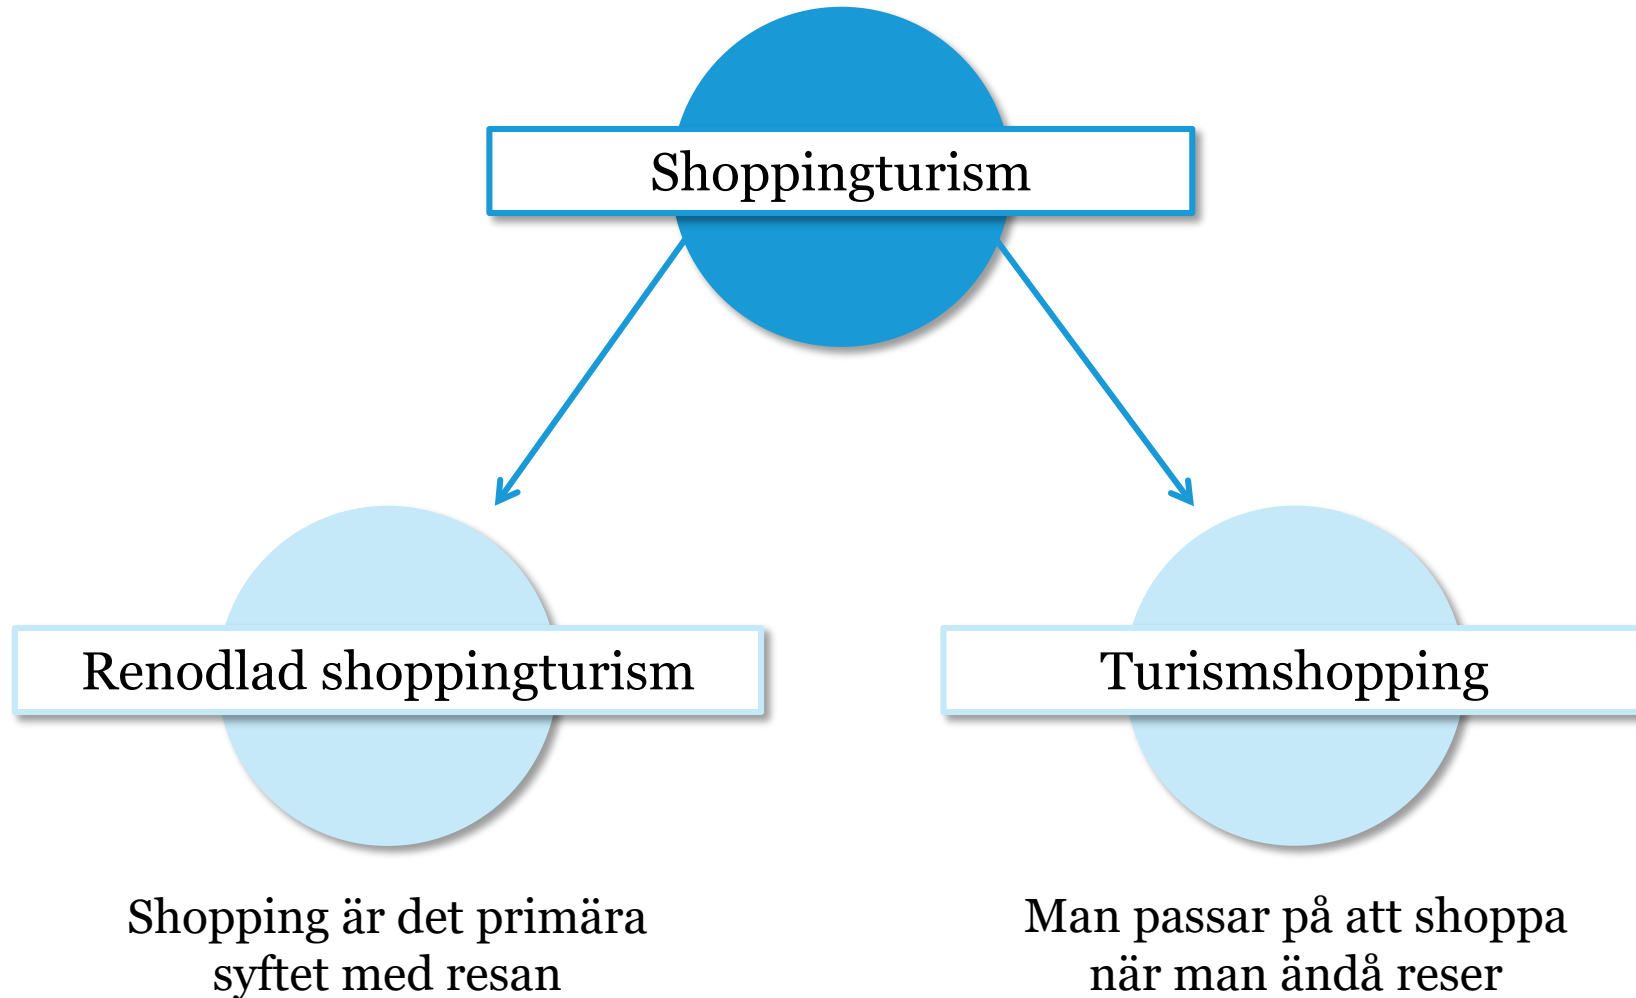 Shoppingturism
Renodlad shoppingturism
Turismshopping
Shopping är det primära
syftet med resan
Man passar på att shoppa
när man ändå reser